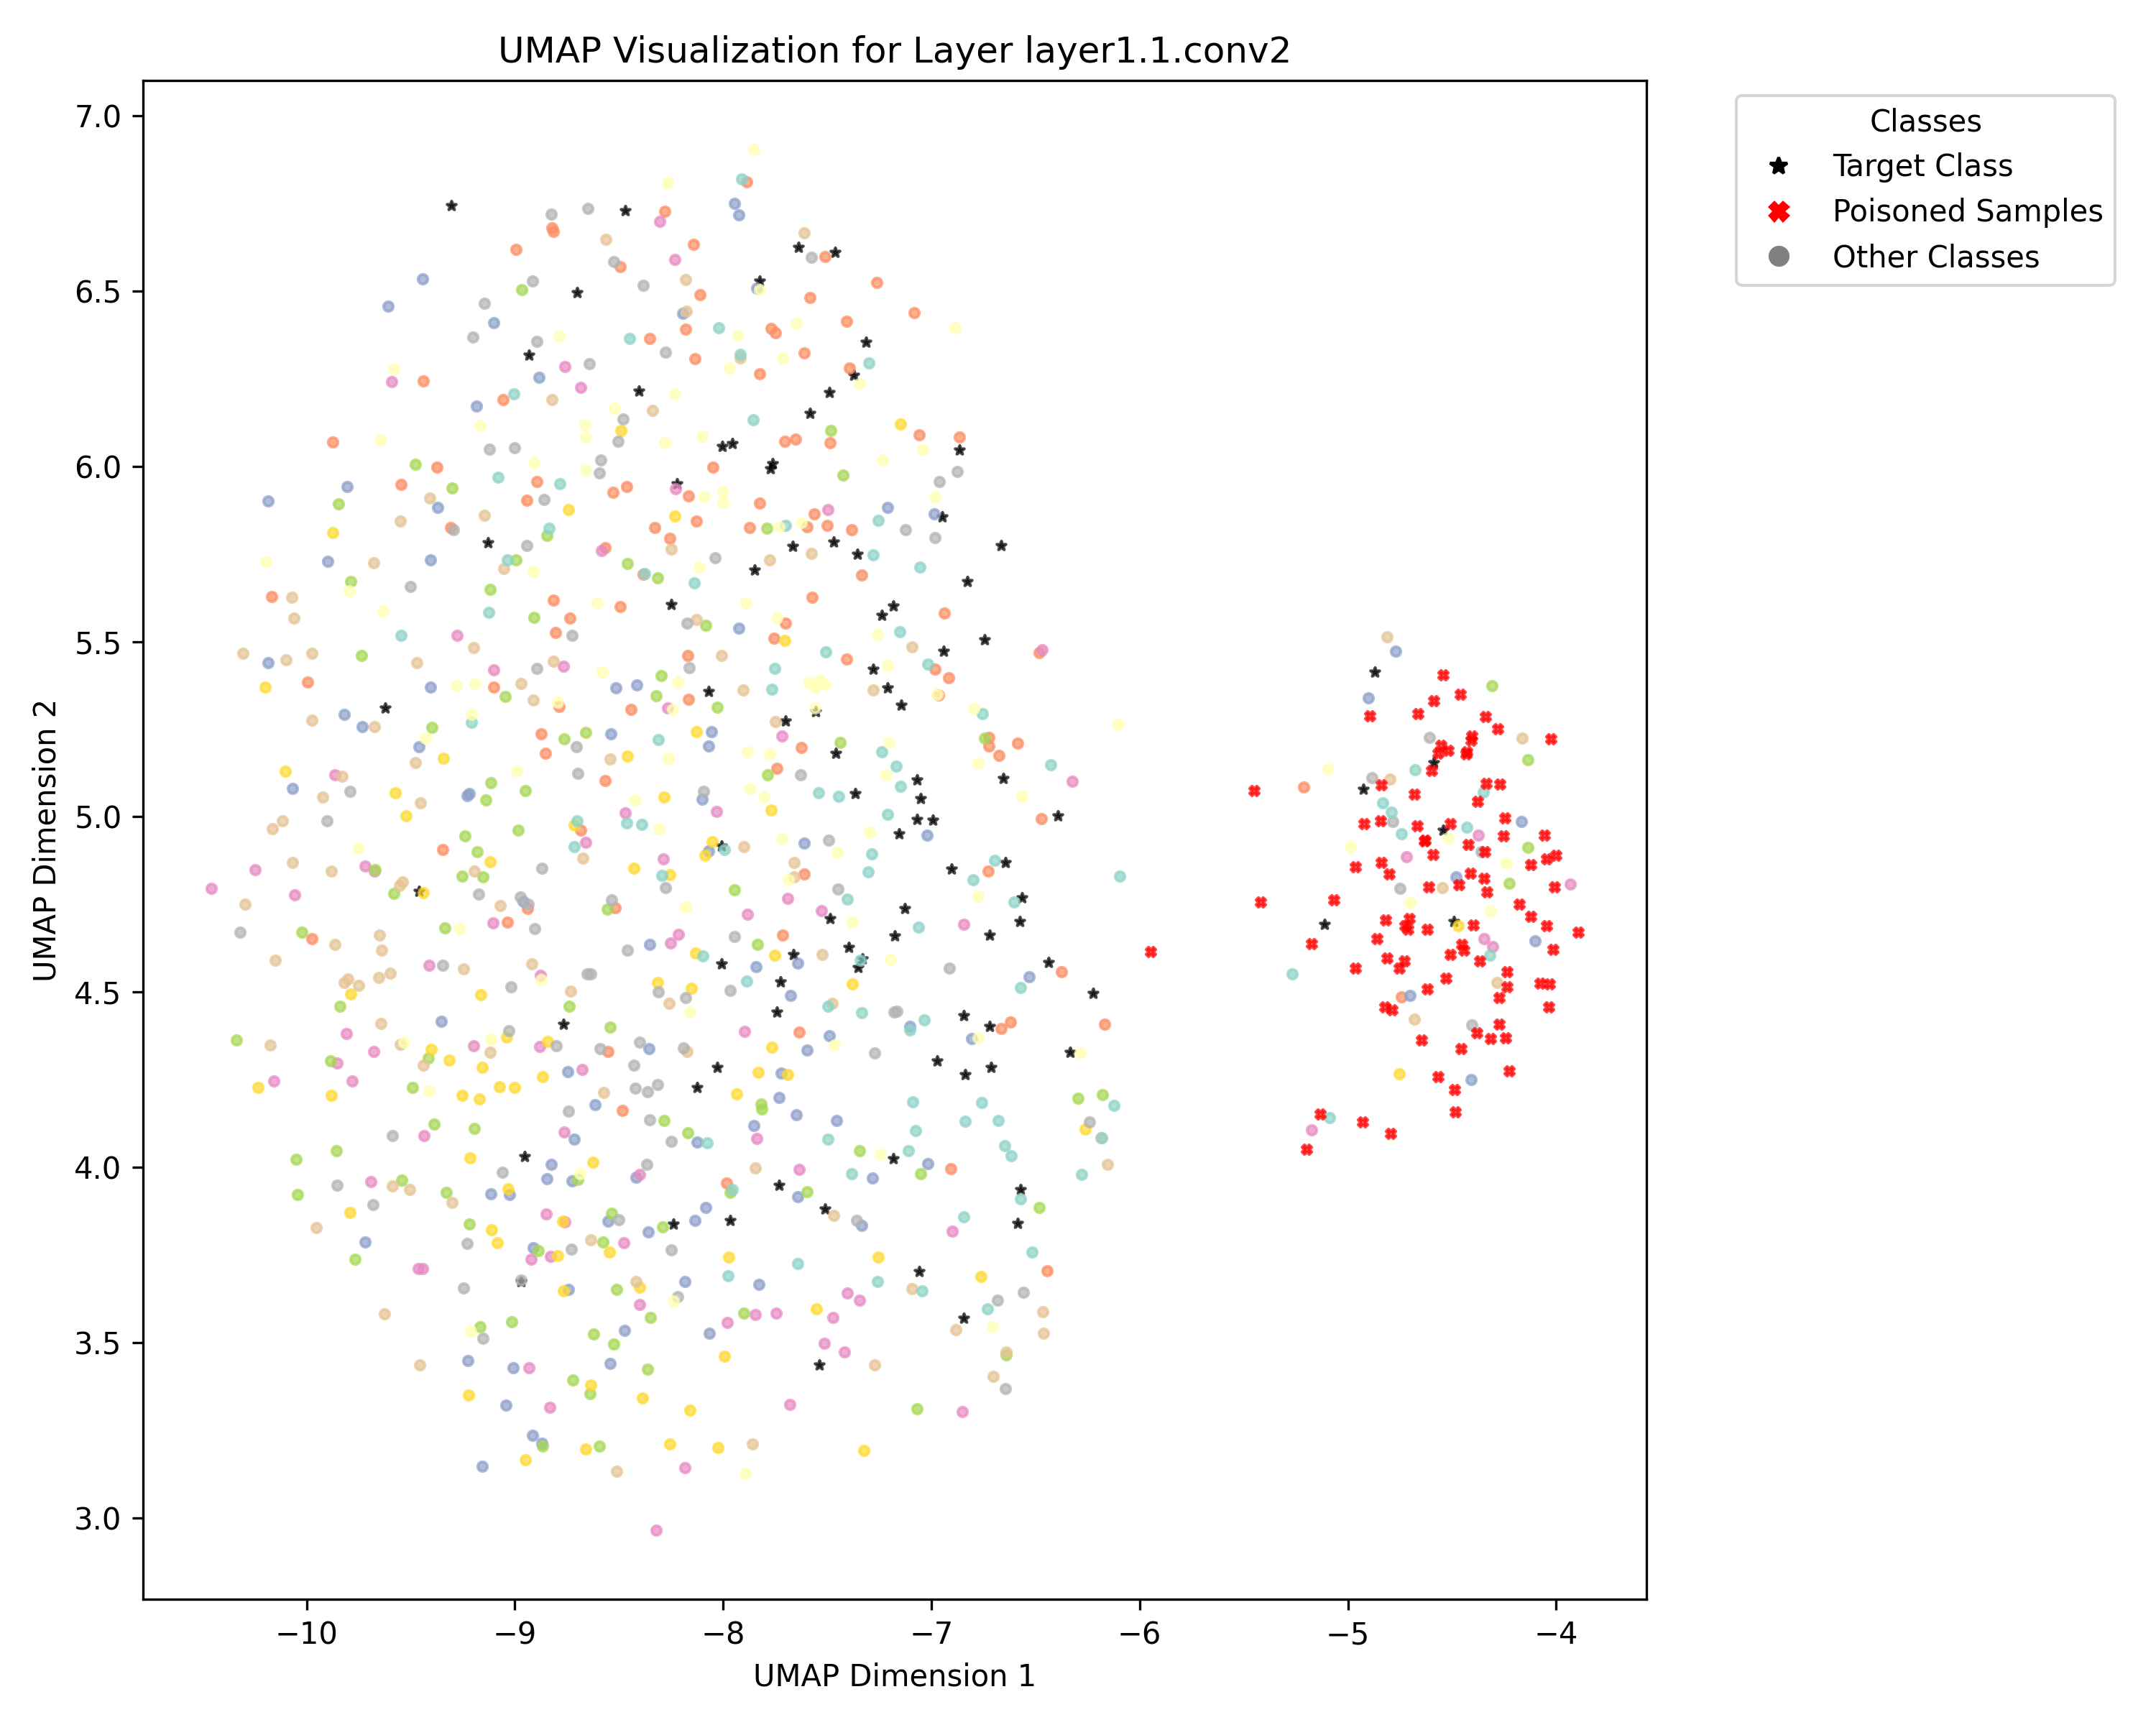 UMAP Visualization for Layer layer1.1.conv2
Classes
Target Class
Poisoned Samples
Other Classes
7.0
6.5
6.0
5.5
5.0
4.5
4.0
3.5
3.0
UMAP Dimension 2
−10 −9 −8 −7 −6 −5 −4
UMAP Dimension 1